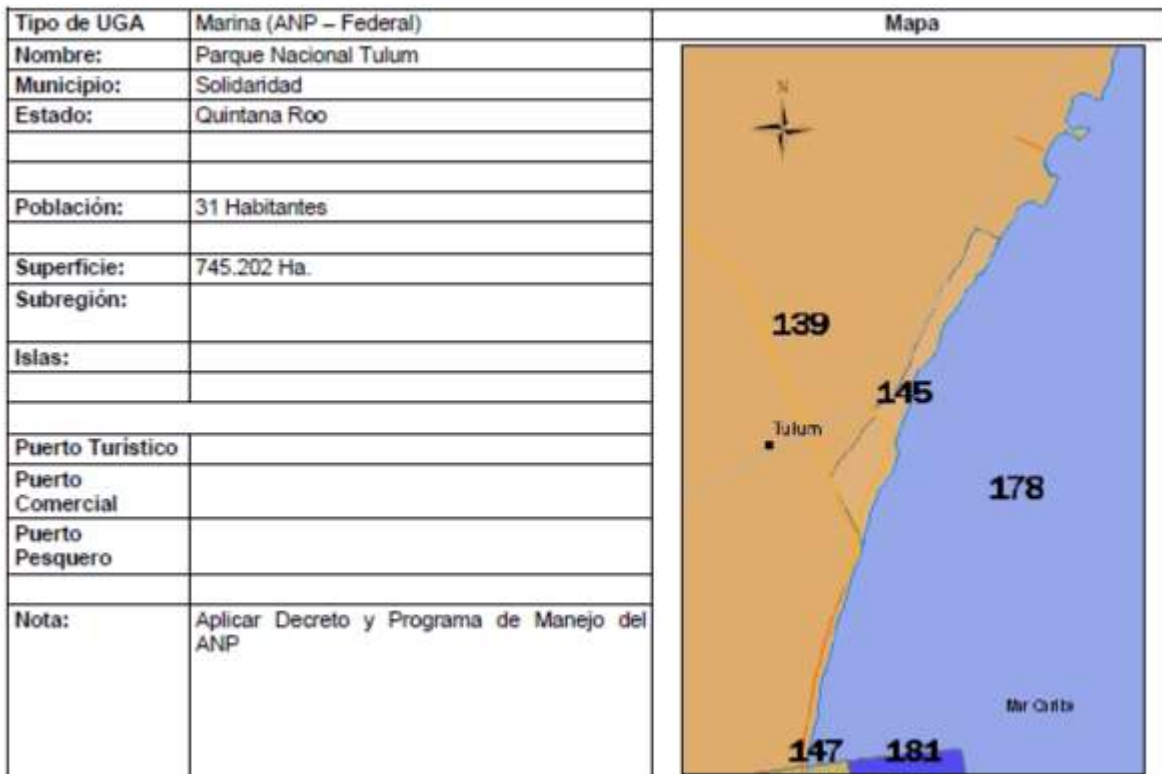 Tipo de UGA Marina (ANP – Federal) Mapa
Nombre: Parque Nacional Tulum
Municipio: Solidaridad
Estado: Quintana Roo
Población: 31 Habitantes
Superficie: 745.202 Ha.
Subregión:
Islas:
Puerto Turistico
Puerto
Comercial
Puerto
Pesquero
Nota: Aplicar Decreto y Programa de Manejo del
ANP
N
139
145
Tulum
178
Mar Caribe
147 181